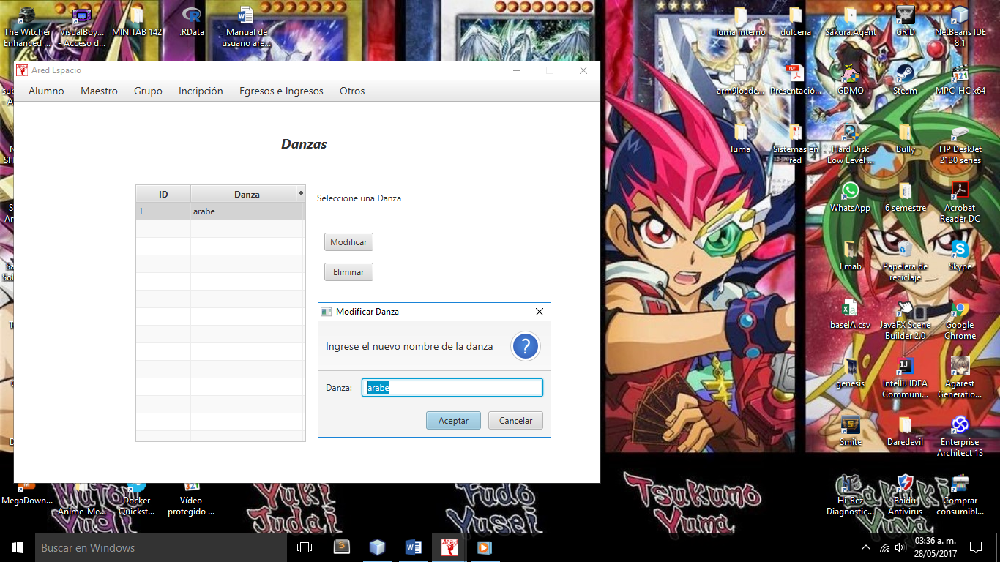 The Witcher
Enhanced ...
VisualBoy...
- Acceso d...
MINITAB 142
.RData
Manual de
usuario are...
luma interno
dulceria
Sakura.Agent
GRID
NetBeans IDE
8.1
Ared Espacio
Alumno
Maestro
Grupo
Incripción
Egresos e Ingresos
Otros
arm9loade...
Presentació...
GDMO
Steam
MPC-HC x64
Danzas
luma
Sistemas en
red
Hard Disk
Low Level ...
Bully
HP DeskJet
2130 series
ID
Danza
+
1
arabe
Seleccione una Danza
Modificar
Eliminar
WhatsApp
6 semestre
Acrobat
Reader DC
Fmab
Papelera de
reciclaje
Skype
Modificar Danza
Ingrese el nuevo nombre de la danza
?
Danza:
arabe
Aceptar
Cancelar
baseIA.csv
JavaFX Scene
Builder 2.0
Google
Chrome
genesis
IntelliJ IDEA
Communi...
Agarest
Generatio...
Smite
Daredevil
Enterprise
Architect 13
MegaDown...
Anime-Me...
Docker
Quickst...
Vídeo
protegido ...
Hi-Rez
Diagnostic...
Baidu
Antivirus
Comprar
consumibl...
Yuki
Judai
Fudo
Yusei
Tsukumo
Yuma
Buscar en Windows
03:36 a. m.
28/05/2017